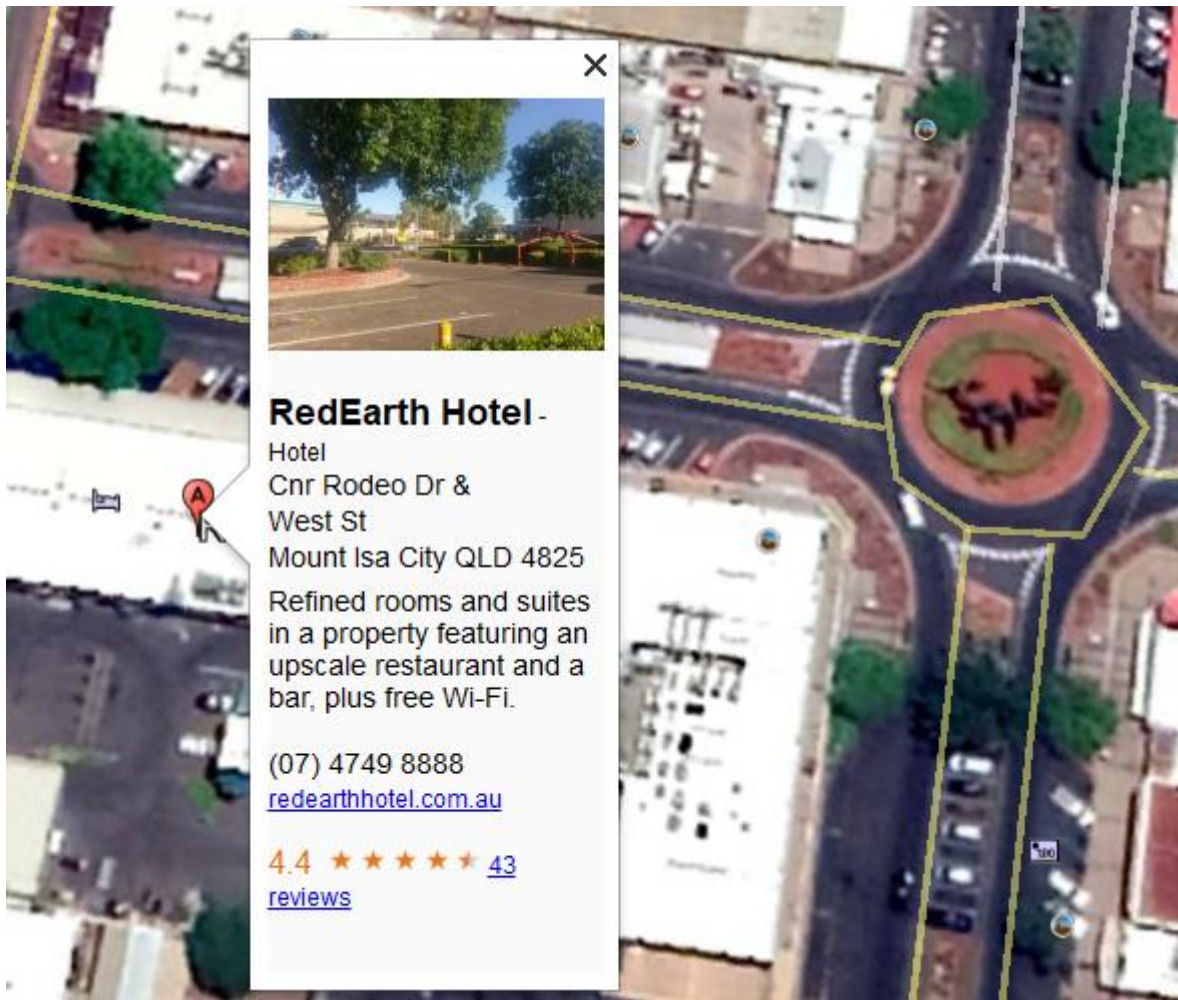 RedEarth Hotel -
Hotel
Cnr Rodeo Dr &
West St
Mount Isa City QLD 4825
Refined rooms and suites
in a property featuring an
upscale restaurant and a
bar, plus free Wi-Fi.
(07) 4749 8888
redearthhotel.com.au
4.4 43
reviews
A